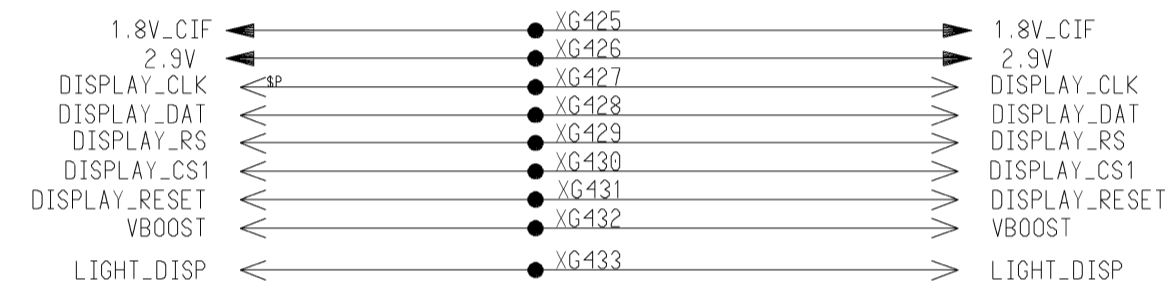 1.8V_CIF XG425 1.8V_CIF
2.9V XG426 2.9V
DISPLAY_CLK $P XG427 DISPLAY_CLK
DISPLAY_DAT XG428 DISPLAY_DAT
DISPLAY_RS XG429 DISPLAY_RS
DISPLAY_CS1 XG430 DISPLAY_CS1
DISPLAY_RESET XG431 DISPLAY_RESET
VBOOST XG432 VBOOST
LIGHT_DISP XG433 LIGHT_DISP